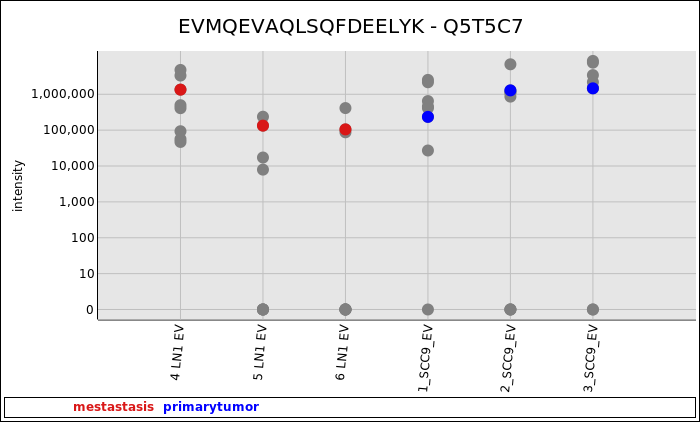 EVMQEVAQLSQFDEELYK - Q5T5C7
intensity
1,000,000
100,000
10,000
1,000
100
10
0
4 LN1 EV
5 LN1 EV
6 LN1 EV
1_SCC9_EV
2_SCC9_EV
3_SCC9_EV
mestastasis primarytumor